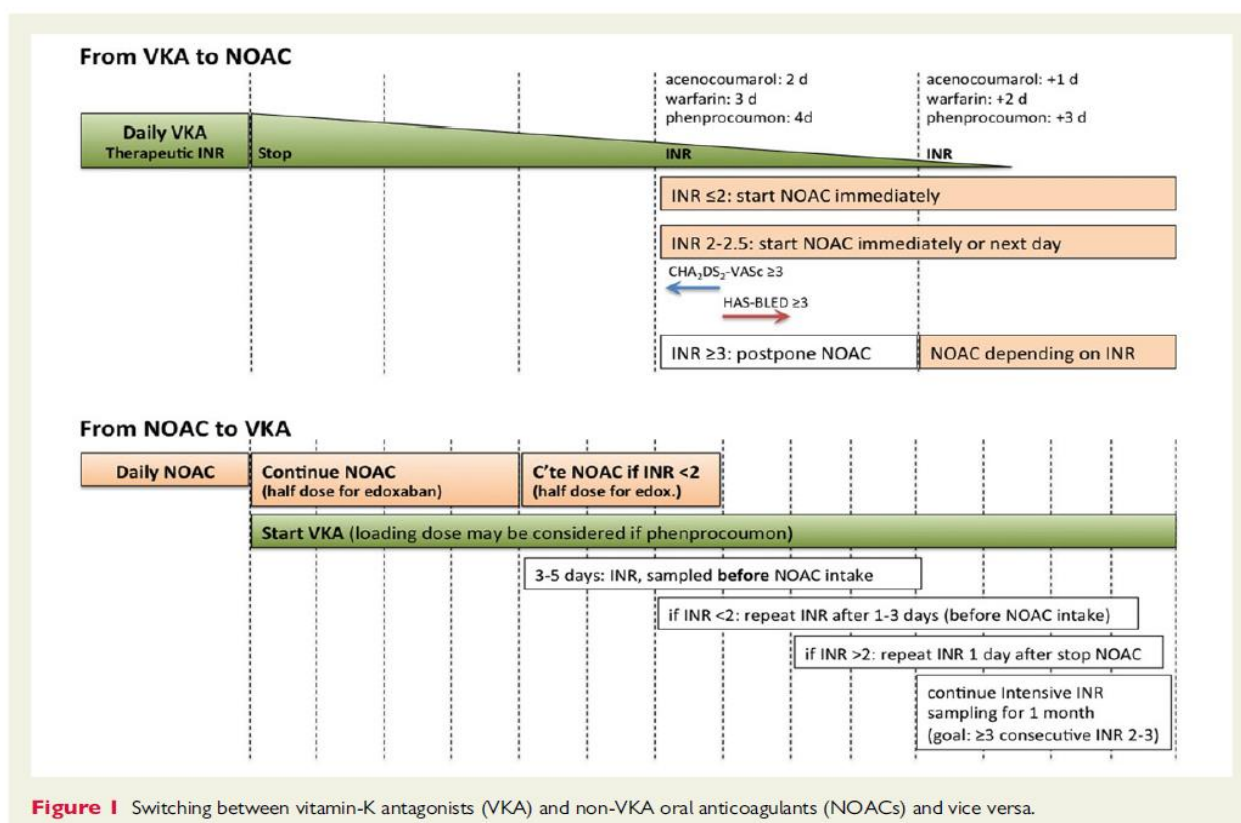 From VKA to NOAC
acenocoumarol: 2 d
warfarin: 3 d
phenprocoumon: 4d
acenocoumarol: +1 d
warfarin: +2 d
phenprocoumon: +3 d
Daily VKA
Therapeutic INR
Stop
INR
INR
INR ≤2: start NOAC immediately
INR 2-2.5: start NOAC immediately or next day
CHA₂DS₂-VASc ≥3
HAS-BLED ≥3
INR ≥3: postpone NOAC
NOAC depending on INR
From NOAC to VKA
Daily NOAC
Continue NOAC
(half dose for edoxaban)
C'te NOAC if INR <2
(half dose for edox.)
Start VKA (loading dose may be considered if phenprocoumon)
3-5 days: INR, sampled before NOAC intake
if INR <2: repeat INR after 1-3 days (before NOAC intake)
if INR >2: repeat INR 1 day after stop NOAC
continue Intensive INR
sampling for 1 month
(goal: ≥3 consecutive INR 2-3)
Figure 1 Switching between vitamin-K antagonists (VKA) and non-VKA oral anticoagulants (NOACs) and vice versa.